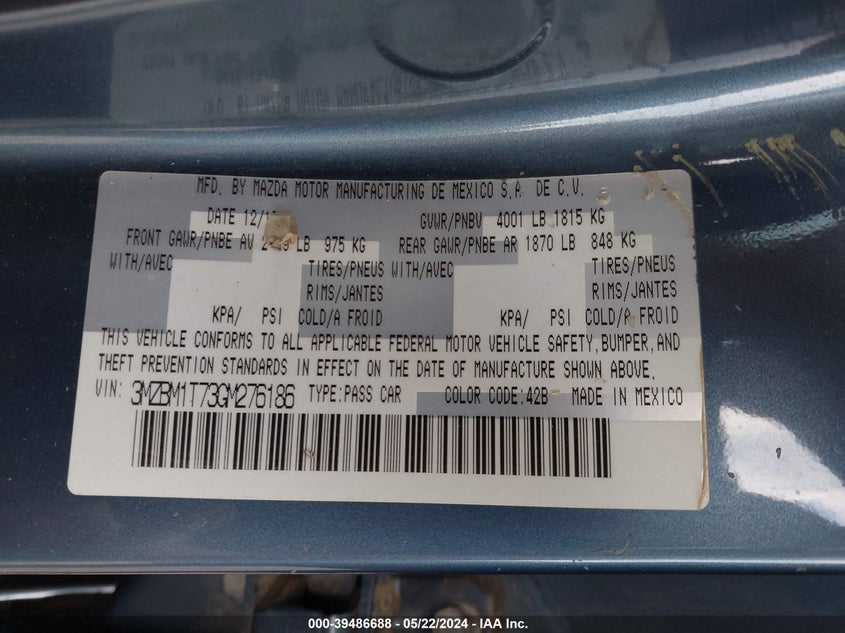 MFD. BY MAZDA MOTOR MANUFACTURING DE MEXICO S.A. DE C.V.
DATE GVWR/PNBV 4001 LB 1815 KG
FRONT GAWR/PNBE AV LB 975 KG REAR GAWR/PNBE AR 1870 LB 848 KG
WITH/AVEC TIRES/PNEUS WITH/AVEC TIRES/PNEUS
RIMS/JANTES RIMS/JANTES
KPA/ PSI COLD/A FROID KPA/ PSI COLD/A FROID
THIS VEHICLE CONFORMS TO ALL APPLICABLE FEDERAL MOTOR VEHICLE SAFETY, BUMPER, AND
THEFT PREVENTION STANDARDS IN EFFECT ON THE DATE OF MANUFACTURE SHOWN ABOVE.
VIN: 3MZBM1T73GM276186 TYPE:PASS CAR COLOR CODE:42B MADE IN MEXICO
000-39486688 - 05/22/2024 - IAA Inc.